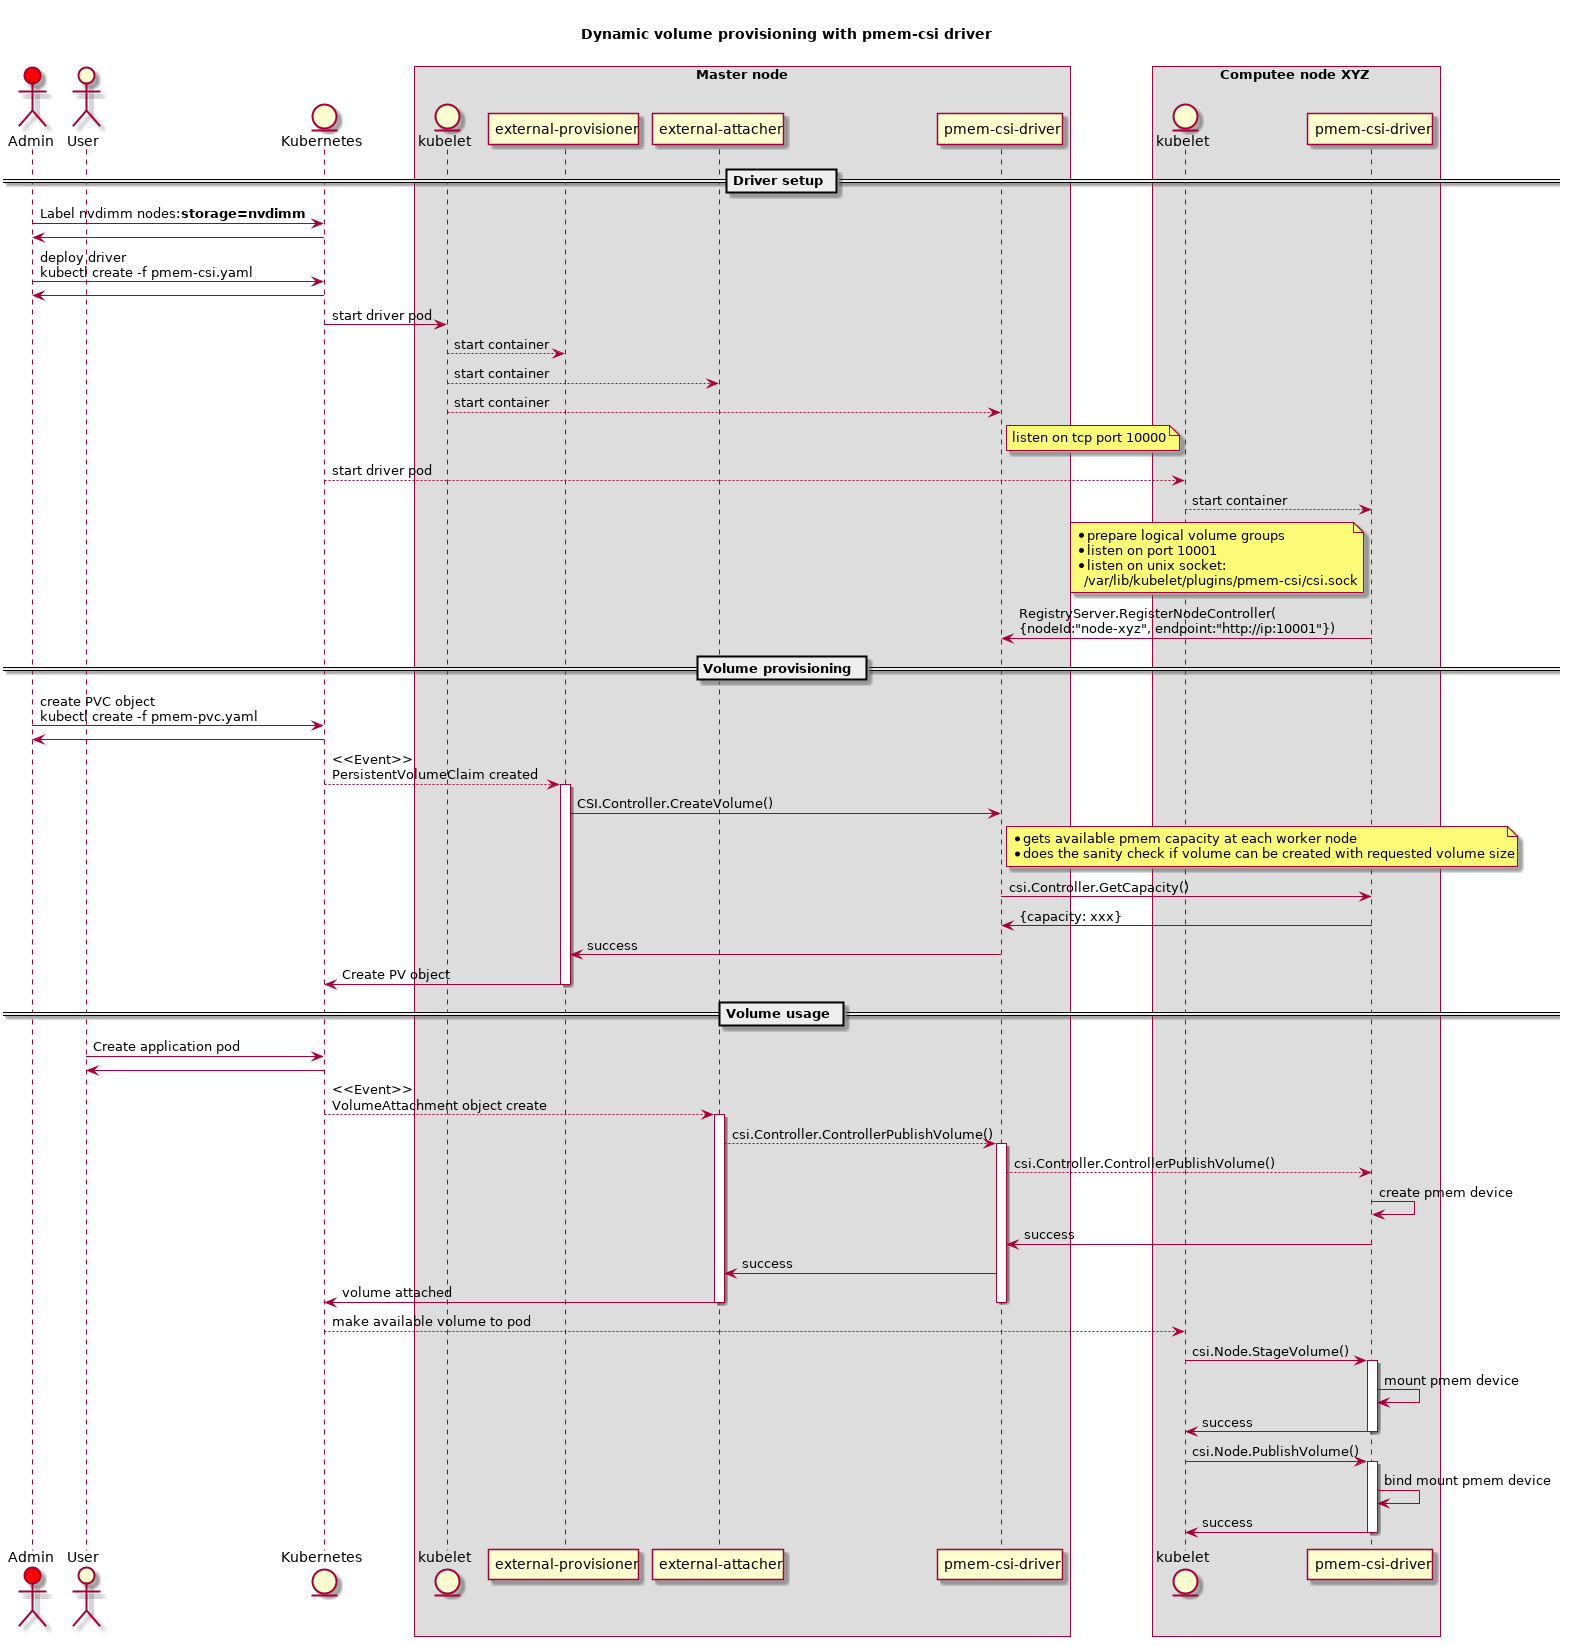 Dynamic volume provisioning with pmem-csi driver
Master node
Computee node XYZ
Admin
User
Kubernetes
kubelet
external-provisioner
external-attacher
pmem-csi-driver
kubelet
pmem-csi-driver
Driver setup
Label nvdimm nodes:storage=nvdimm
deploy driver
kubectl create -f pmem-csi.yaml
start driver pod
start container
start container
start container
listen on tcp port 10000
start driver pod
start container
•prepare logical volume groups
•listen on port 10001
•listen on unix socket:
/var/lib/kubelet/plugins/pmem-csi/csi.sock
RegistryServer.RegisterNodeController(
{nodeId:"node-xyz", endpoint:"http://ip:10001"})
Volume provisioning
create PVC object
kubectl create -f pmem-pvc.yaml
<<Event>>
PersistentVolumeClaim created
CSI.Controller.CreateVolume()
•gets available pmem capacity at each worker node
•does the sanity check if volume can be created with requested volume size
csi.Controller.GetCapacity()
{capacity: xxx}
success
Create PV object
Volume usage
Create application pod
<<Event>>
VolumeAttachment object create
csi.Controller.ControllerPublishVolume()
csi.Controller.ControllerPublishVolume()
create pmem device
success
success
volume attached
make available volume to pod
csi.Node.StageVolume()
mount pmem device
success
csi.Node.PublishVolume()
bind mount pmem device
success
Admin
User
Kubernetes
kubelet
external-provisioner
external-attacher
pmem-csi-driver
kubelet
pmem-csi-driver